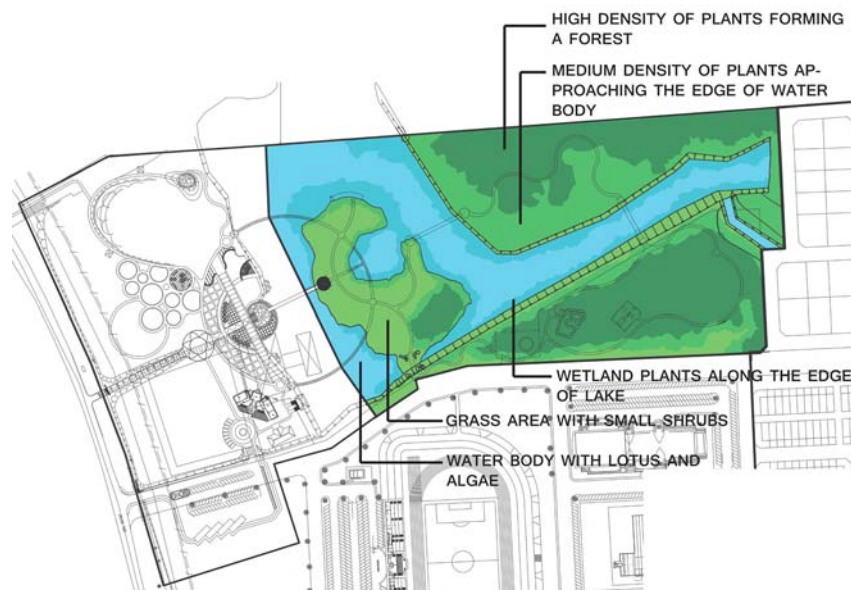 HIGH DENSITY OF PLANTS FORMING
A FOREST
MEDIUM DENSITY OF PLANTS AP-
PROACHING THE EDGE OF WATER
BODY
WETLAND PLANTS ALONG THE EDGE
OF LAKE
GRASS AREA WITH SMALL SHRUBS
WATER BODY WITH LOTUS AND
ALGAE